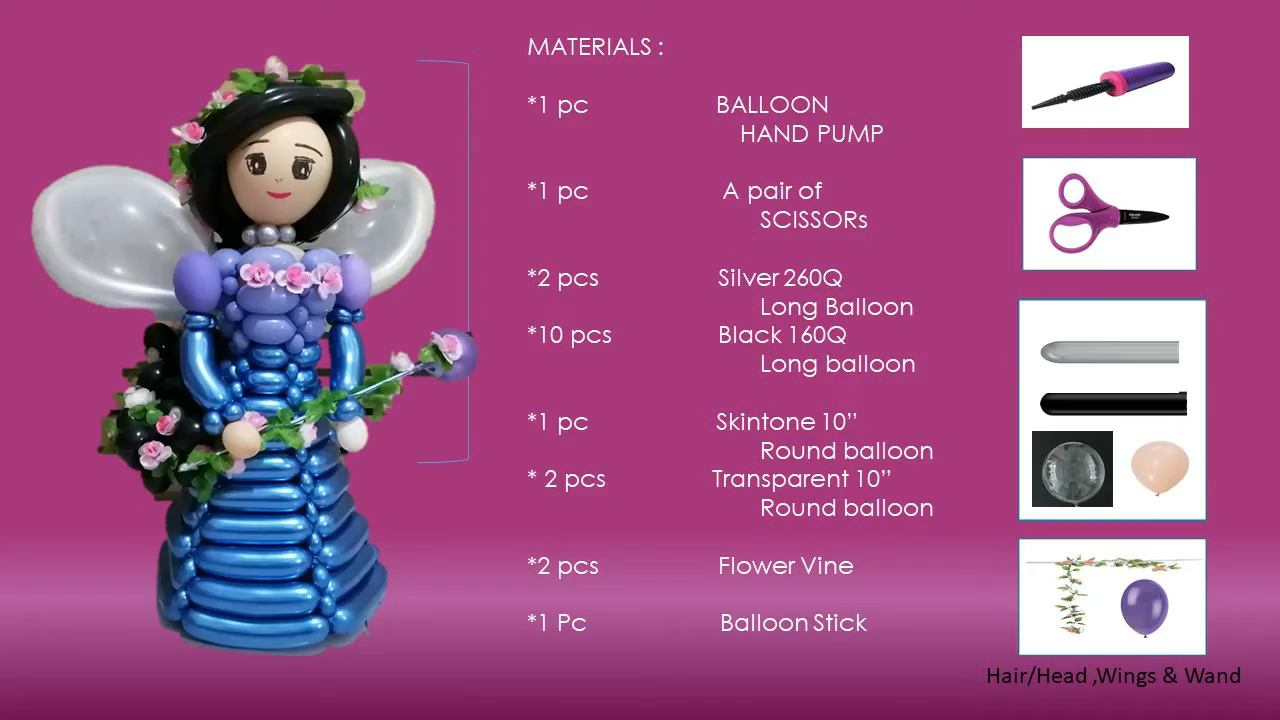 MATERIALS :
*1 pc BALLOON
HAND PUMP
*1 pc A pair of
SCISSORs
*2 pcs Silver 260Q
Long Balloon
*10 pcs Black 160Q
Long balloon
*1 pc Skintone 10’’
Round balloon
* 2 pcs Transparent 10’’
Round balloon
*2 pcs Flower Vine
*1 Pc Balloon Stick
Hair/Head ,Wings & Wand